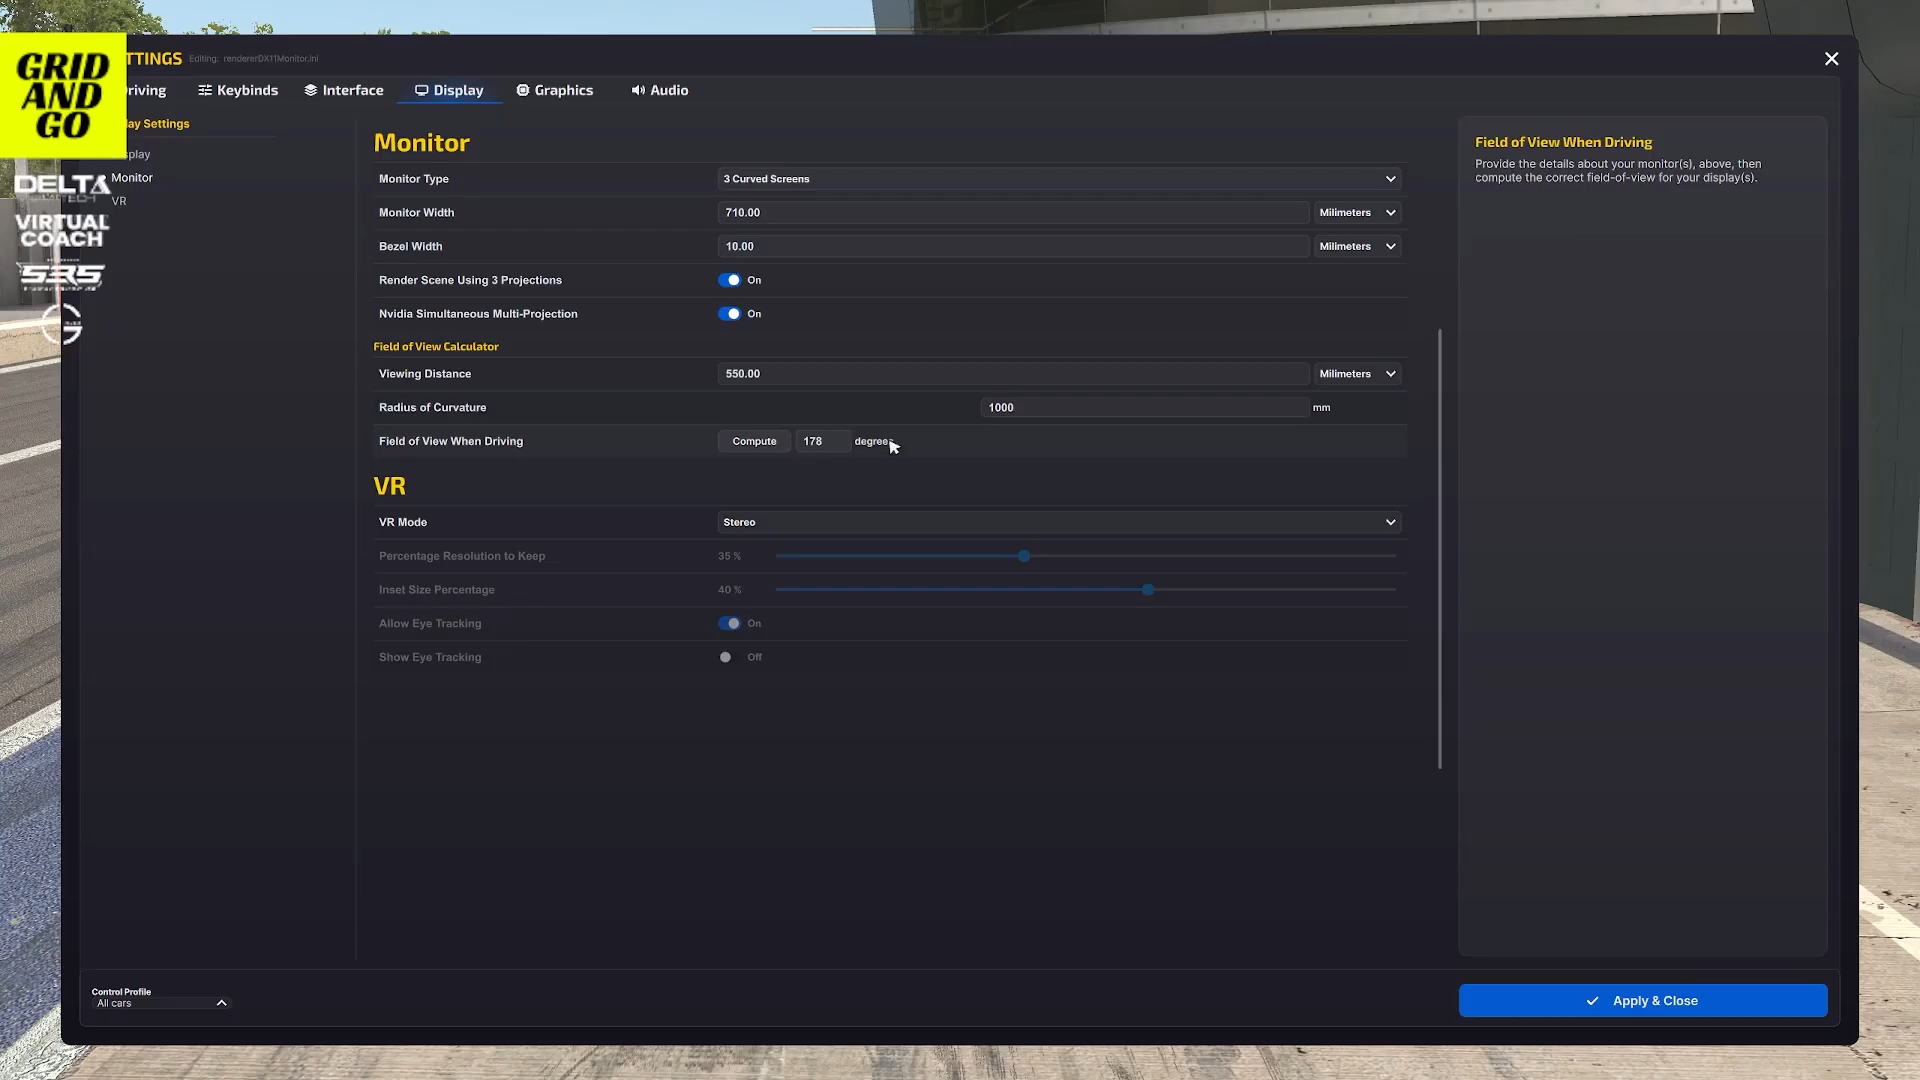 GRID
AND
GO
TTINGS Editing: rendererDX11Monitor.ini
riving Keybinds Interface Display Graphics Audio
lay Settings
splay
Monitor
VR
DELTA
VIRTUAL
COACH
Monitor
Monitor Type 3 Curved Screens
Monitor Width 710.00 Milimeters
Bezel Width 10.00 Milimeters
Render Scene Using 3 Projections On
Nvidia Simultaneous Multi-Projection On
Field of View Calculator
Viewing Distance 550.00 Milimeters
Radius of Curvature 1000 mm
Field of View When Driving Compute 178 degrees
VR
VR Mode Stereo
Percentage Resolution to Keep 35 %
Inset Size Percentage 40 %
Allow Eye Tracking On
Show Eye Tracking Off
Field of View When Driving
Provide the details about your monitor(s), above, then
compute the correct field-of-view for your display(s).
Control Profile
All cars
Apply & Close